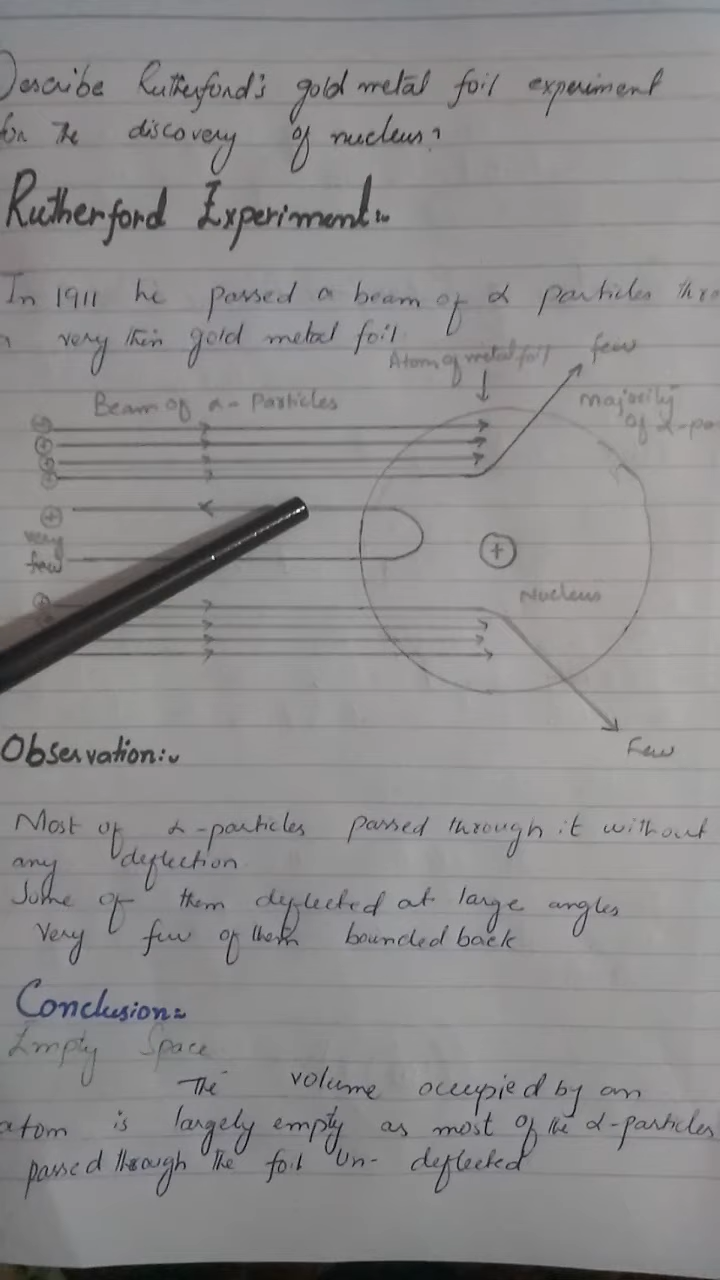 Describe Rutherford's gold metal foil experiment
for the discovery of nucleus?
Rutherford Experiment:
In 1911 he passed a beam of α particles thro
very thin gold metal foil
Atom of metal foil
few
Beam of α - Particles
majority
of α-pa
very
few
+
Nucleus
Few
Observation:
Most of α-particles passed through it without
any deflection
Some of them deflected at large angles
Very few of them bounded back
Conclusion:
Empty Space
The volume occupied by an
atom is largely empty as most of the α-particles
passed through the foil un- deflected